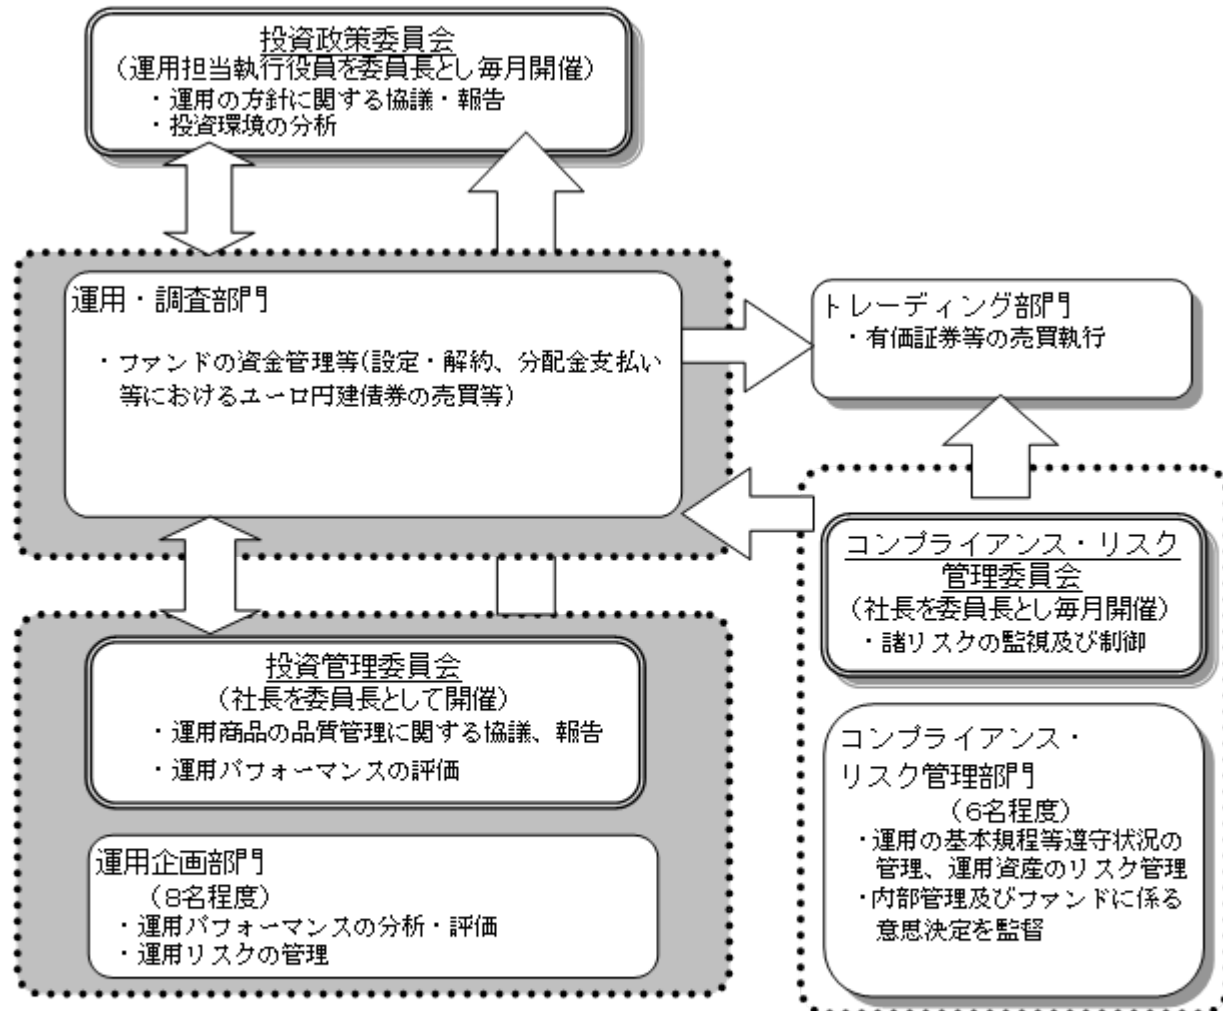 投資政策委員会
(運用担当執行役員を委員長とし毎月開催)
・運用の方針に関する協議・報告
・投資環境の分析
運用・調査部門
・ファンドの資金管理等(設定・解約、分配金支払い
等におけるユーロ円建債券の売買等)
トレーディング部門
・有価証券等の売買執行
投資管理委員会
(社長を委員長として開催)
・運用商品の品質管理に関する協議、報告
・運用パフォーマンスの評価
運用企画部門
(8名程度)
・運用パフォーマンスの分析・評価
・運用リスクの管理
コンプライアンス・リスク
管理委員会
(社長を委員長とし毎月開催)
・諸リスクの監視及び制御
コンプライアンス・
リスク管理部門
(6名程度)
・運用の基本規程等遵守状況の
管理、運用資産のリスク管理
・内部管理及びファンドに係る
意思決定を監督